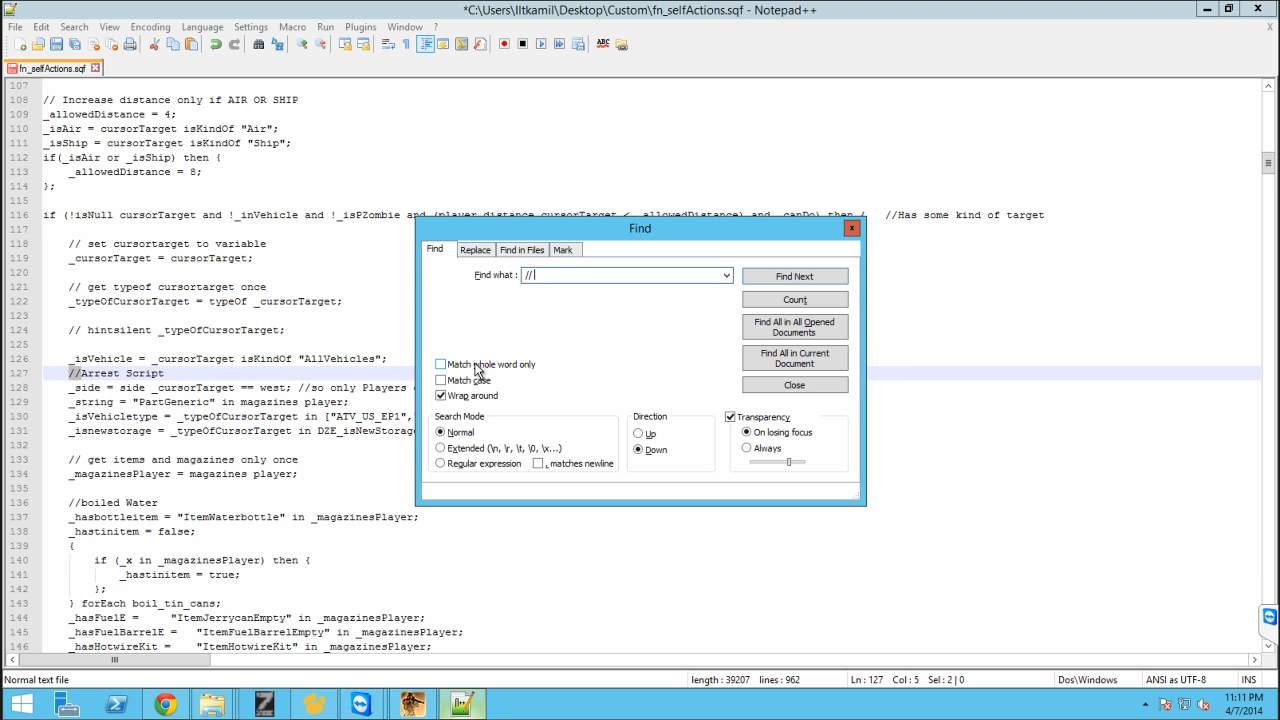 *C:\Users\Iltkamil\Desktop\Custom\fn_selfActions.sqf - Notepad++
File Edit Search View Encoding Language Settings Macro Run Plugins Window ?
fn_selfActions.sqf
107
108 // Increase distance only if AIR OR SHIP
109 _allowedDistance = 4;
110 _isAir = cursorTarget isKindOf "Air";
111 _isShip = cursorTarget isKindOf "Ship";
112 if(_isAir or _isShip) then {
113 _allowedDistance = 8;
114 };
115
116 if (!isNull cursorTarget and !_inVehicle and !_isPZombie and (player distance cursorTarget < _allowedDistance) and _canDo) then { //Has some kind of target
117
118 // set cursortarget to variable
119 _cursorTarget = cursorTarget;
120
121 // get typeof cursortarget once
122 _typeOfCursorTarget = typeOf _cursorTarget;
123
124 // hintsilent _typeOfCursorTarget;
125
126 _isVehicle = _cursorTarget isKindOf "AllVehicles";
127 //Arrest Script
128 _side = side _cursorTarget == west; //so only Players
129 _string = "PartGeneric" in magazines player;
130 _isVehicletype = _typeOfCursorTarget in ["ATV_US_EP1",
131 _isnewstorage = _typeOfCursorTarget in DZE_isNewStorage
132
133 // get items and magazines only once
134 _magazinesPlayer = magazines player;
135
136 //boiled Water
137 _hasbottleitem = "ItemWaterbottle" in _magazinesPlayer;
138 _hastinitem = false;
139 {
140 if (_x in _magazinesPlayer) then {
141 _hastinitem = true;
142 };
143 } forEach boil_tin_cans;
144 _hasFuelE = "ItemJerrycanEmpty" in _magazinesPlayer;
145 _hasFuelBarrelE = "ItemFuelBarrelEmpty" in _magazinesPlayer;
146 _hasHotwireKit = "ItemHotwireKit" in _magazinesPlayer;
Find
Find Replace Find in Files Mark
Find what : //
Find Next
Count
Find All in All Opened Documents
Find All in Current Document
Close
Match whole word only
Match case
Wrap around
Search Mode
Normal
Extended (\n, \r, \t, \0, \x...)
Regular expression . matches newline
Direction
Up
Down
Transparency
On losing focus
Always
Normal text file length : 39207 lines : 962 Ln : 127 Col : 5 Sel : 2 | 0 Dos\Windows ANSI as UTF-8 INS
11:11 PM
4/7/2014